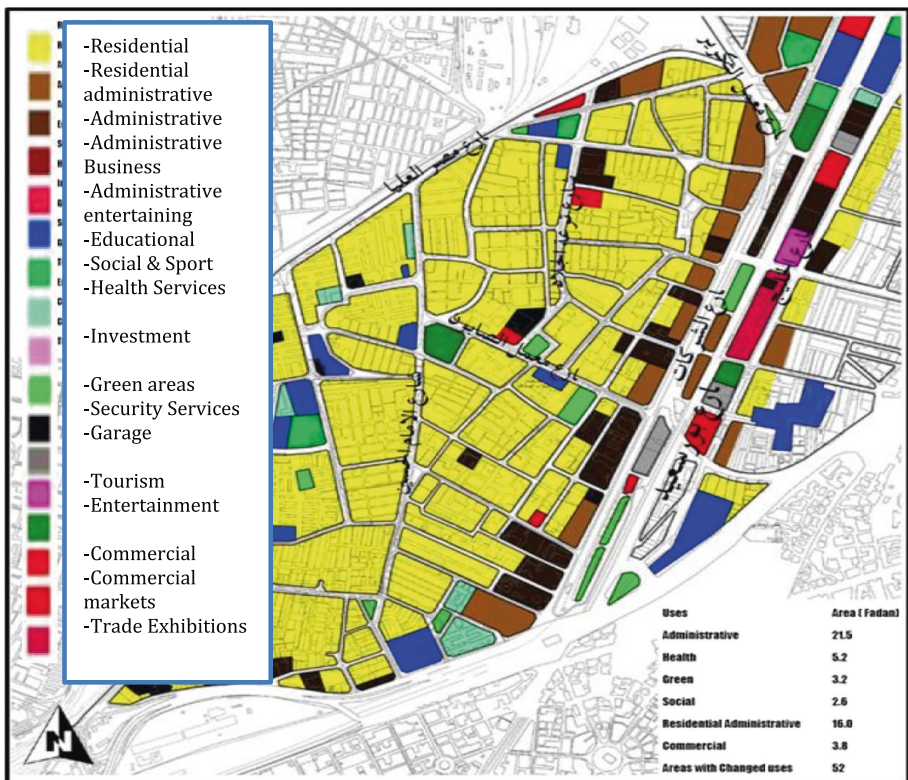 -Residential
-Residential
administrative
-Administrative
-Administrative
Business
-Administrative
entertaining
-Educational
-Social & Sport
-Health Services
-Investment
-Green areas
-Security Services
-Garage
-Tourism
-Entertainment
-Commercial
-Commercial
markets
-Trade Exhibitions
N
Uses Area ( Fadan)
Administrative 21.5
Health 5.2
Green 3.2
Social 2.6
Residential Administrative 16.0
Commercial 3.8
Areas with Changed uses 52